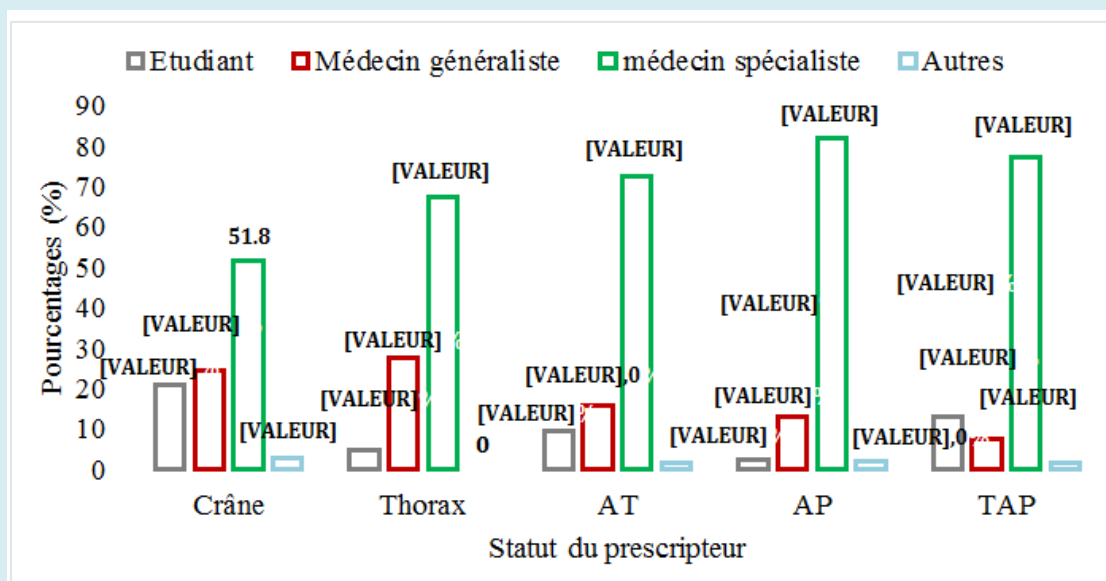 Etudiant Médecin généraliste médecin spécialiste Autres
Pourcentages (%)
90
80
70
60
50
40
30
20
10
0
[VALEUR] %
[VALEUR]
51.8
[VALEUR]
[VALEUR] %
[VALEUR] %
[VALEUR]
0
[VALEUR] %
[VALEUR],0 %
[VALEUR]
[VALEUR] %
[VALEUR] %
[VALEUR]
[VALEUR]
[VALEUR],0 %
[VALEUR]
[VALEUR] %
[VALEUR]
[VALEUR]
Crâne Thorax AT AP TAP
Statut du prescripteur